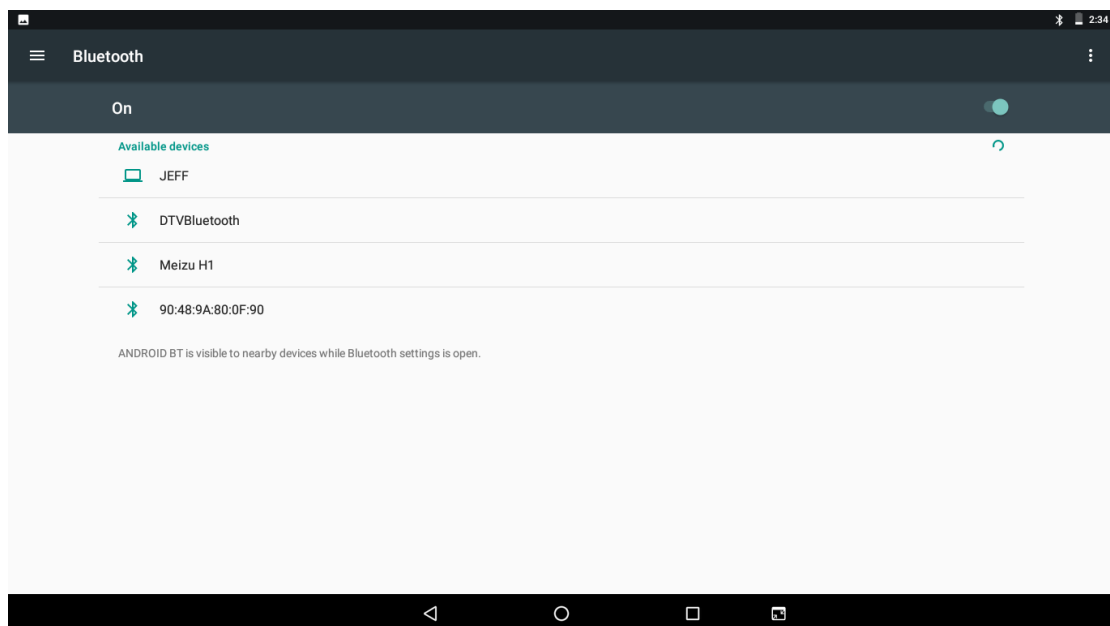 2:34
Bluetooth
On
Available devices
JEFF
DTVBluetooth
Meizu H1
90:48:9A:80:0F:90
ANDROID BT is visible to nearby devices while Bluetooth settings is open.